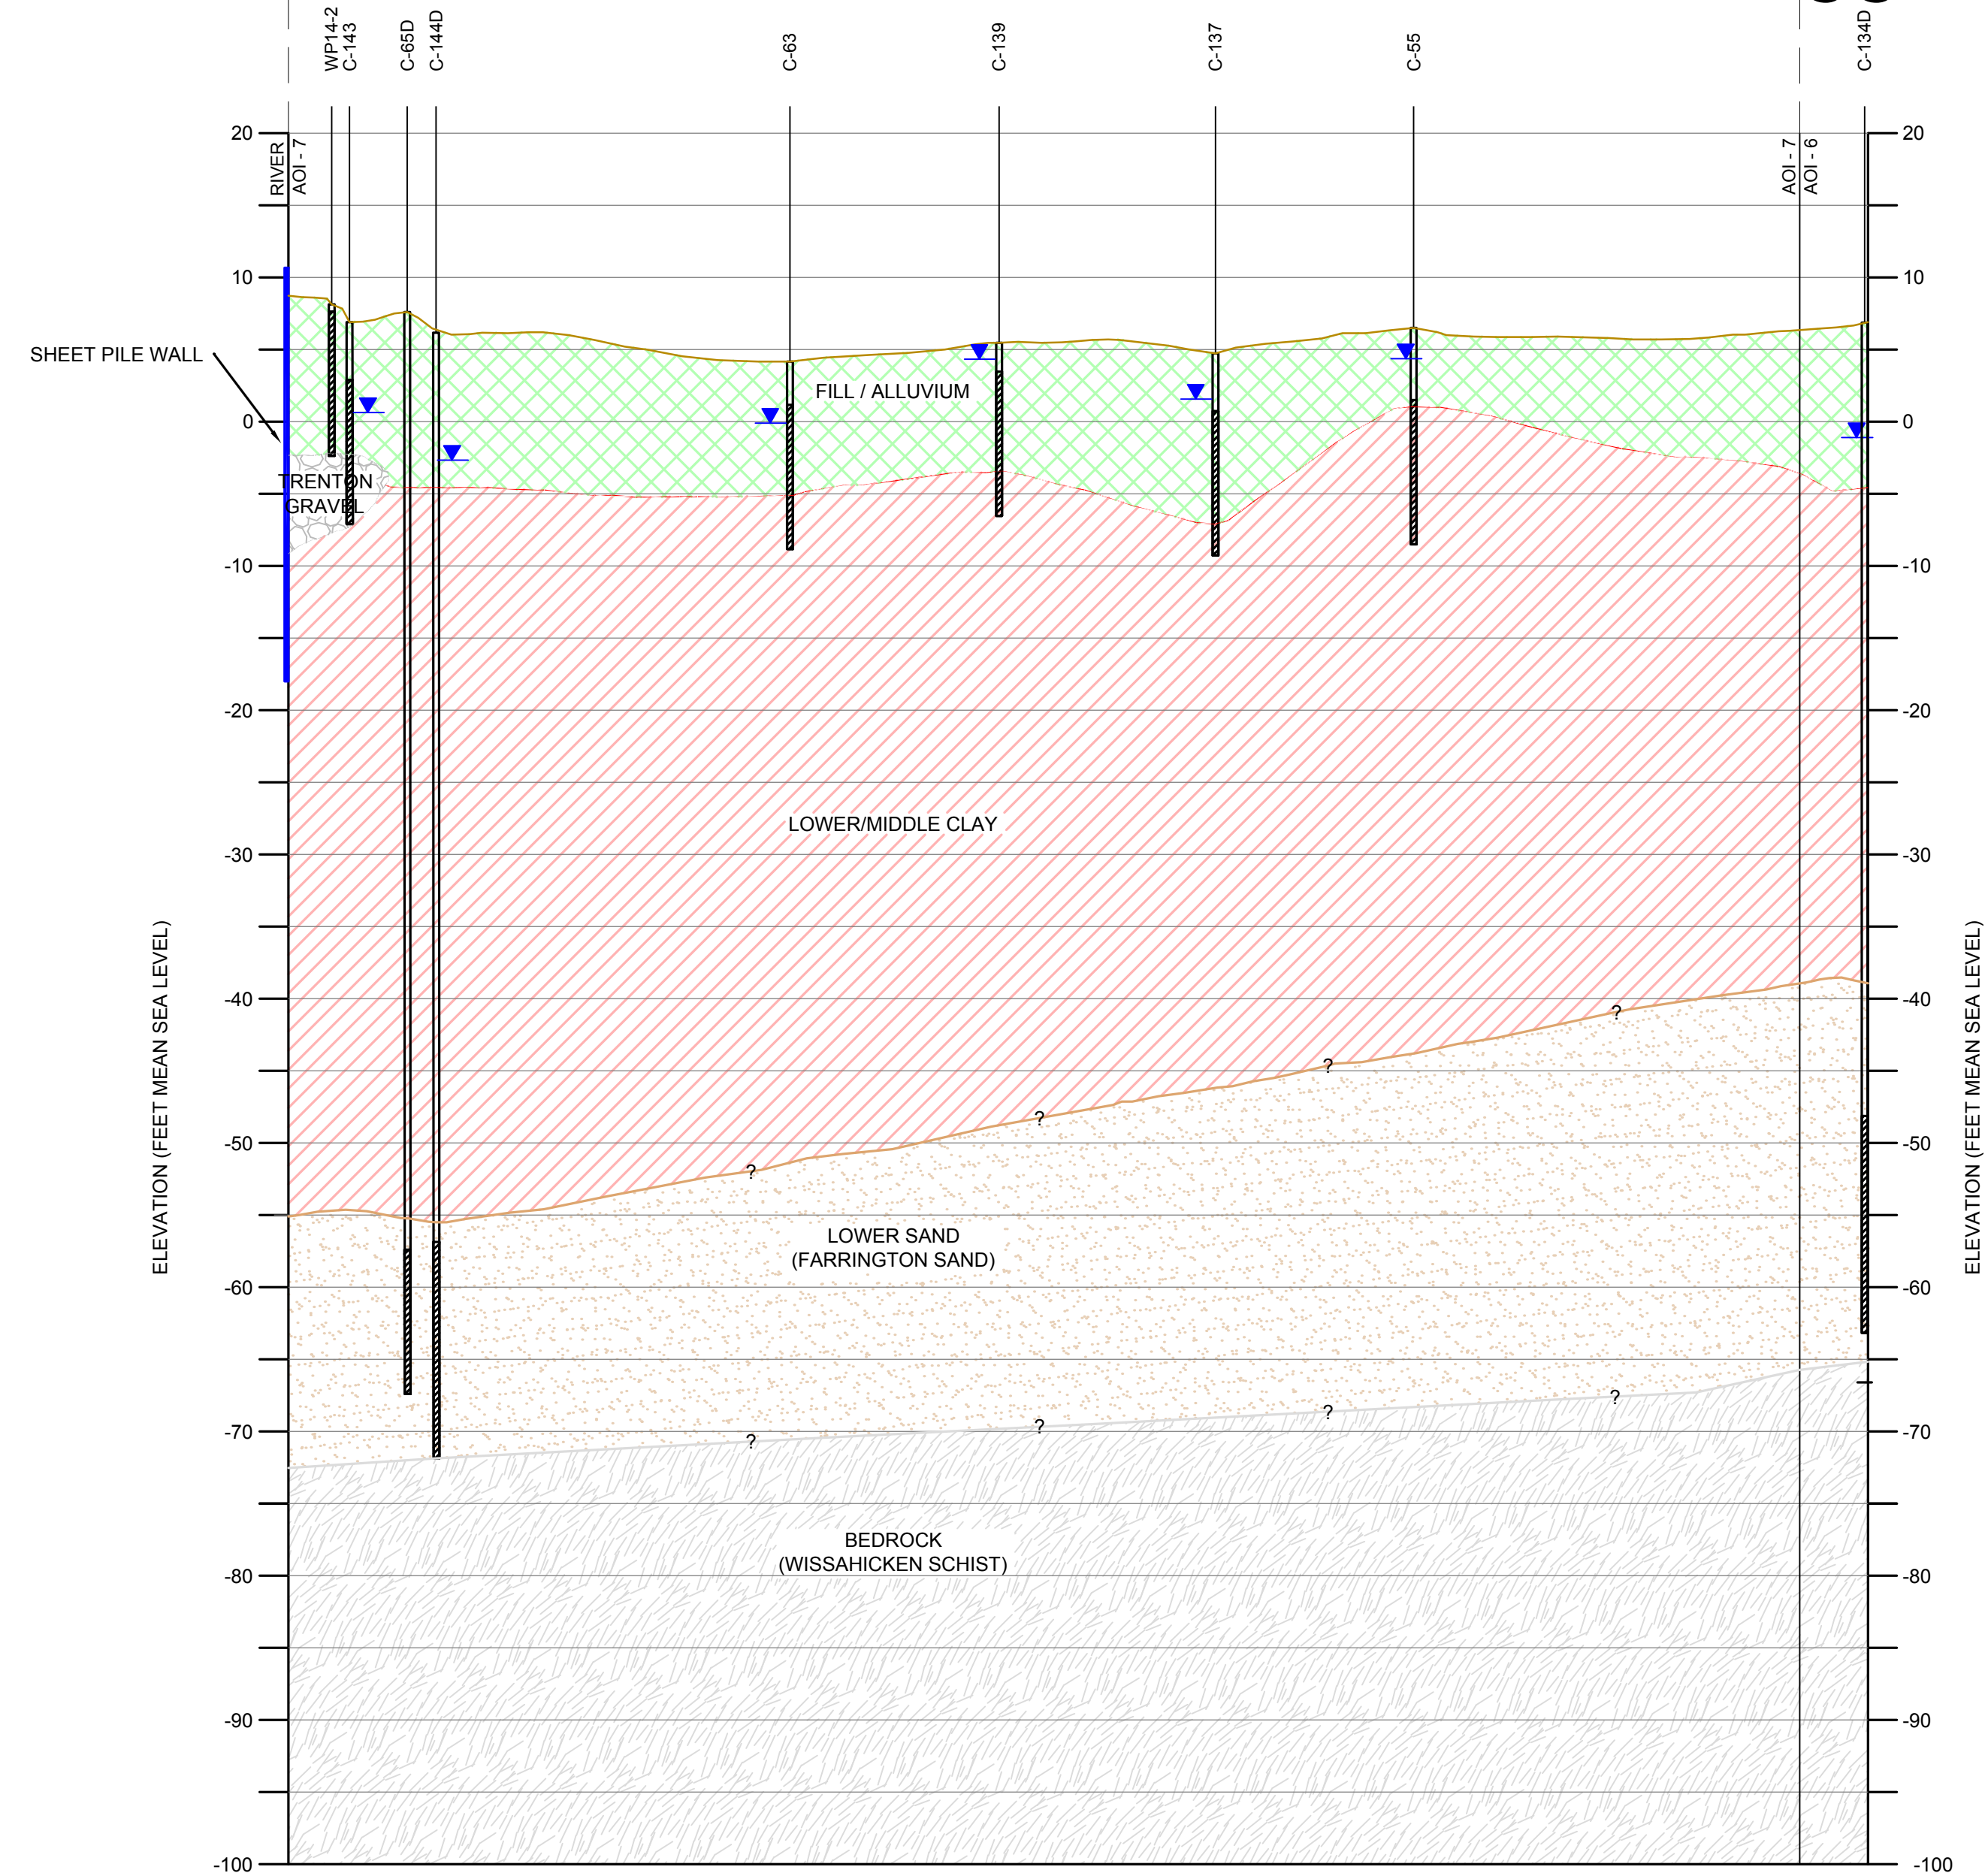 WP14-2
C-143
C-65D
C-144D
C-63
C-139
C-137
C-55
C-134D
20
20
RIVER
AOI - 7
AOI - 7
AOI - 6
10
10
SHEET PILE WALL
FILL / ALLUVIUM
0
0
TRENTON
GRAVEL
-10
-10
-20
-20
LOWER/MIDDLE CLAY
-30
-30
ELEVATION (FEET MEAN SEA LEVEL)
ELEVATION (FEET MEAN SEA LEVEL)
-40
-40
?
?
?
-50
-50
?
LOWER SAND
(FARRINGTON SAND)
-60
-60
?
?
?
?
-70
-70
BEDROCK
(WISSAHICKEN SCHIST)
-80
-80
-90
-90
-100
-100